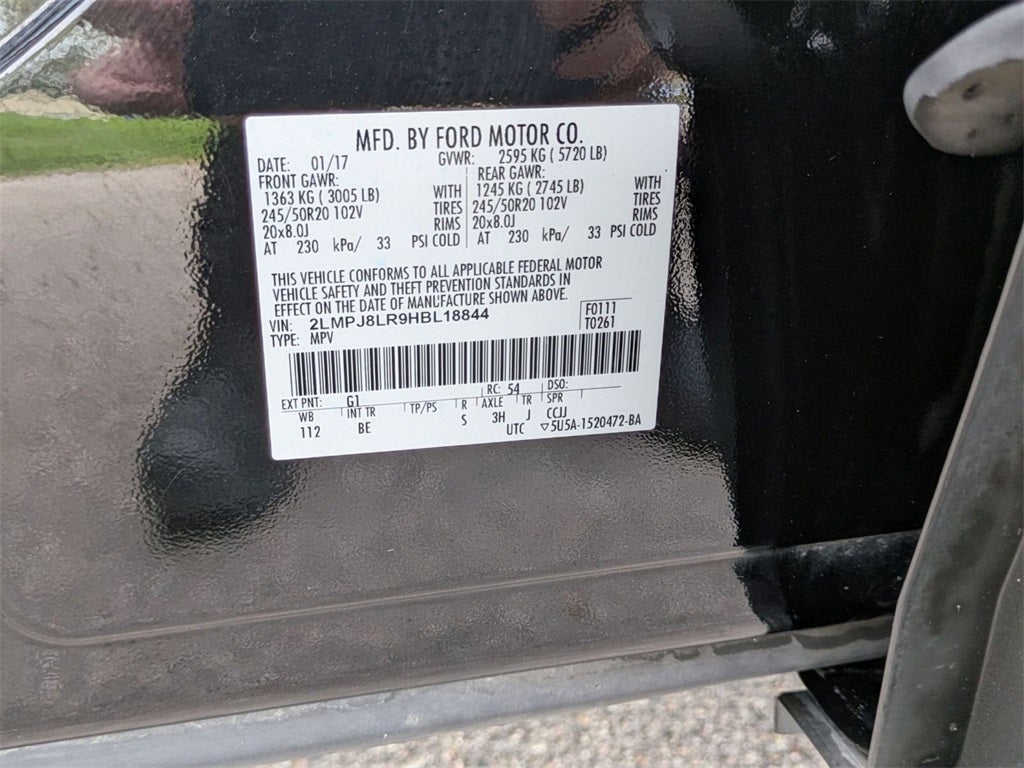 MFD. BY FORD MOTOR CO.
DATE: 01/17 GVWR: 2595 KG ( 5720 LB)
FRONT GAWR: REAR GAWR:
1363 KG ( 3005 LB) WITH 1245 KG ( 2745 LB) WITH
245/50R20 102V TIRES 245/50R20 102V TIRES
20x8.0J RIMS 20x8.0J RIMS
AT 230 kPa/ 33 PSI COLD AT 230 kPa/ 33 PSI COLD
THIS VEHICLE CONFORMS TO ALL APPLICABLE FEDERAL MOTOR
VEHICLE SAFETY AND THEFT PREVENTION STANDARDS IN
EFFECT ON THE DATE OF MANUFACTURE SHOWN ABOVE.
VIN: 2LMPJ8LR9HBL18844 F0111
TYPE: MPV T0261
EXT PNT: G1 RC: 54 DSO:
WB INT TR TP/PS R AXLE TR SPR
112 BE S 3H J CCJJ
UTC ▽5U5A-1520472-BA